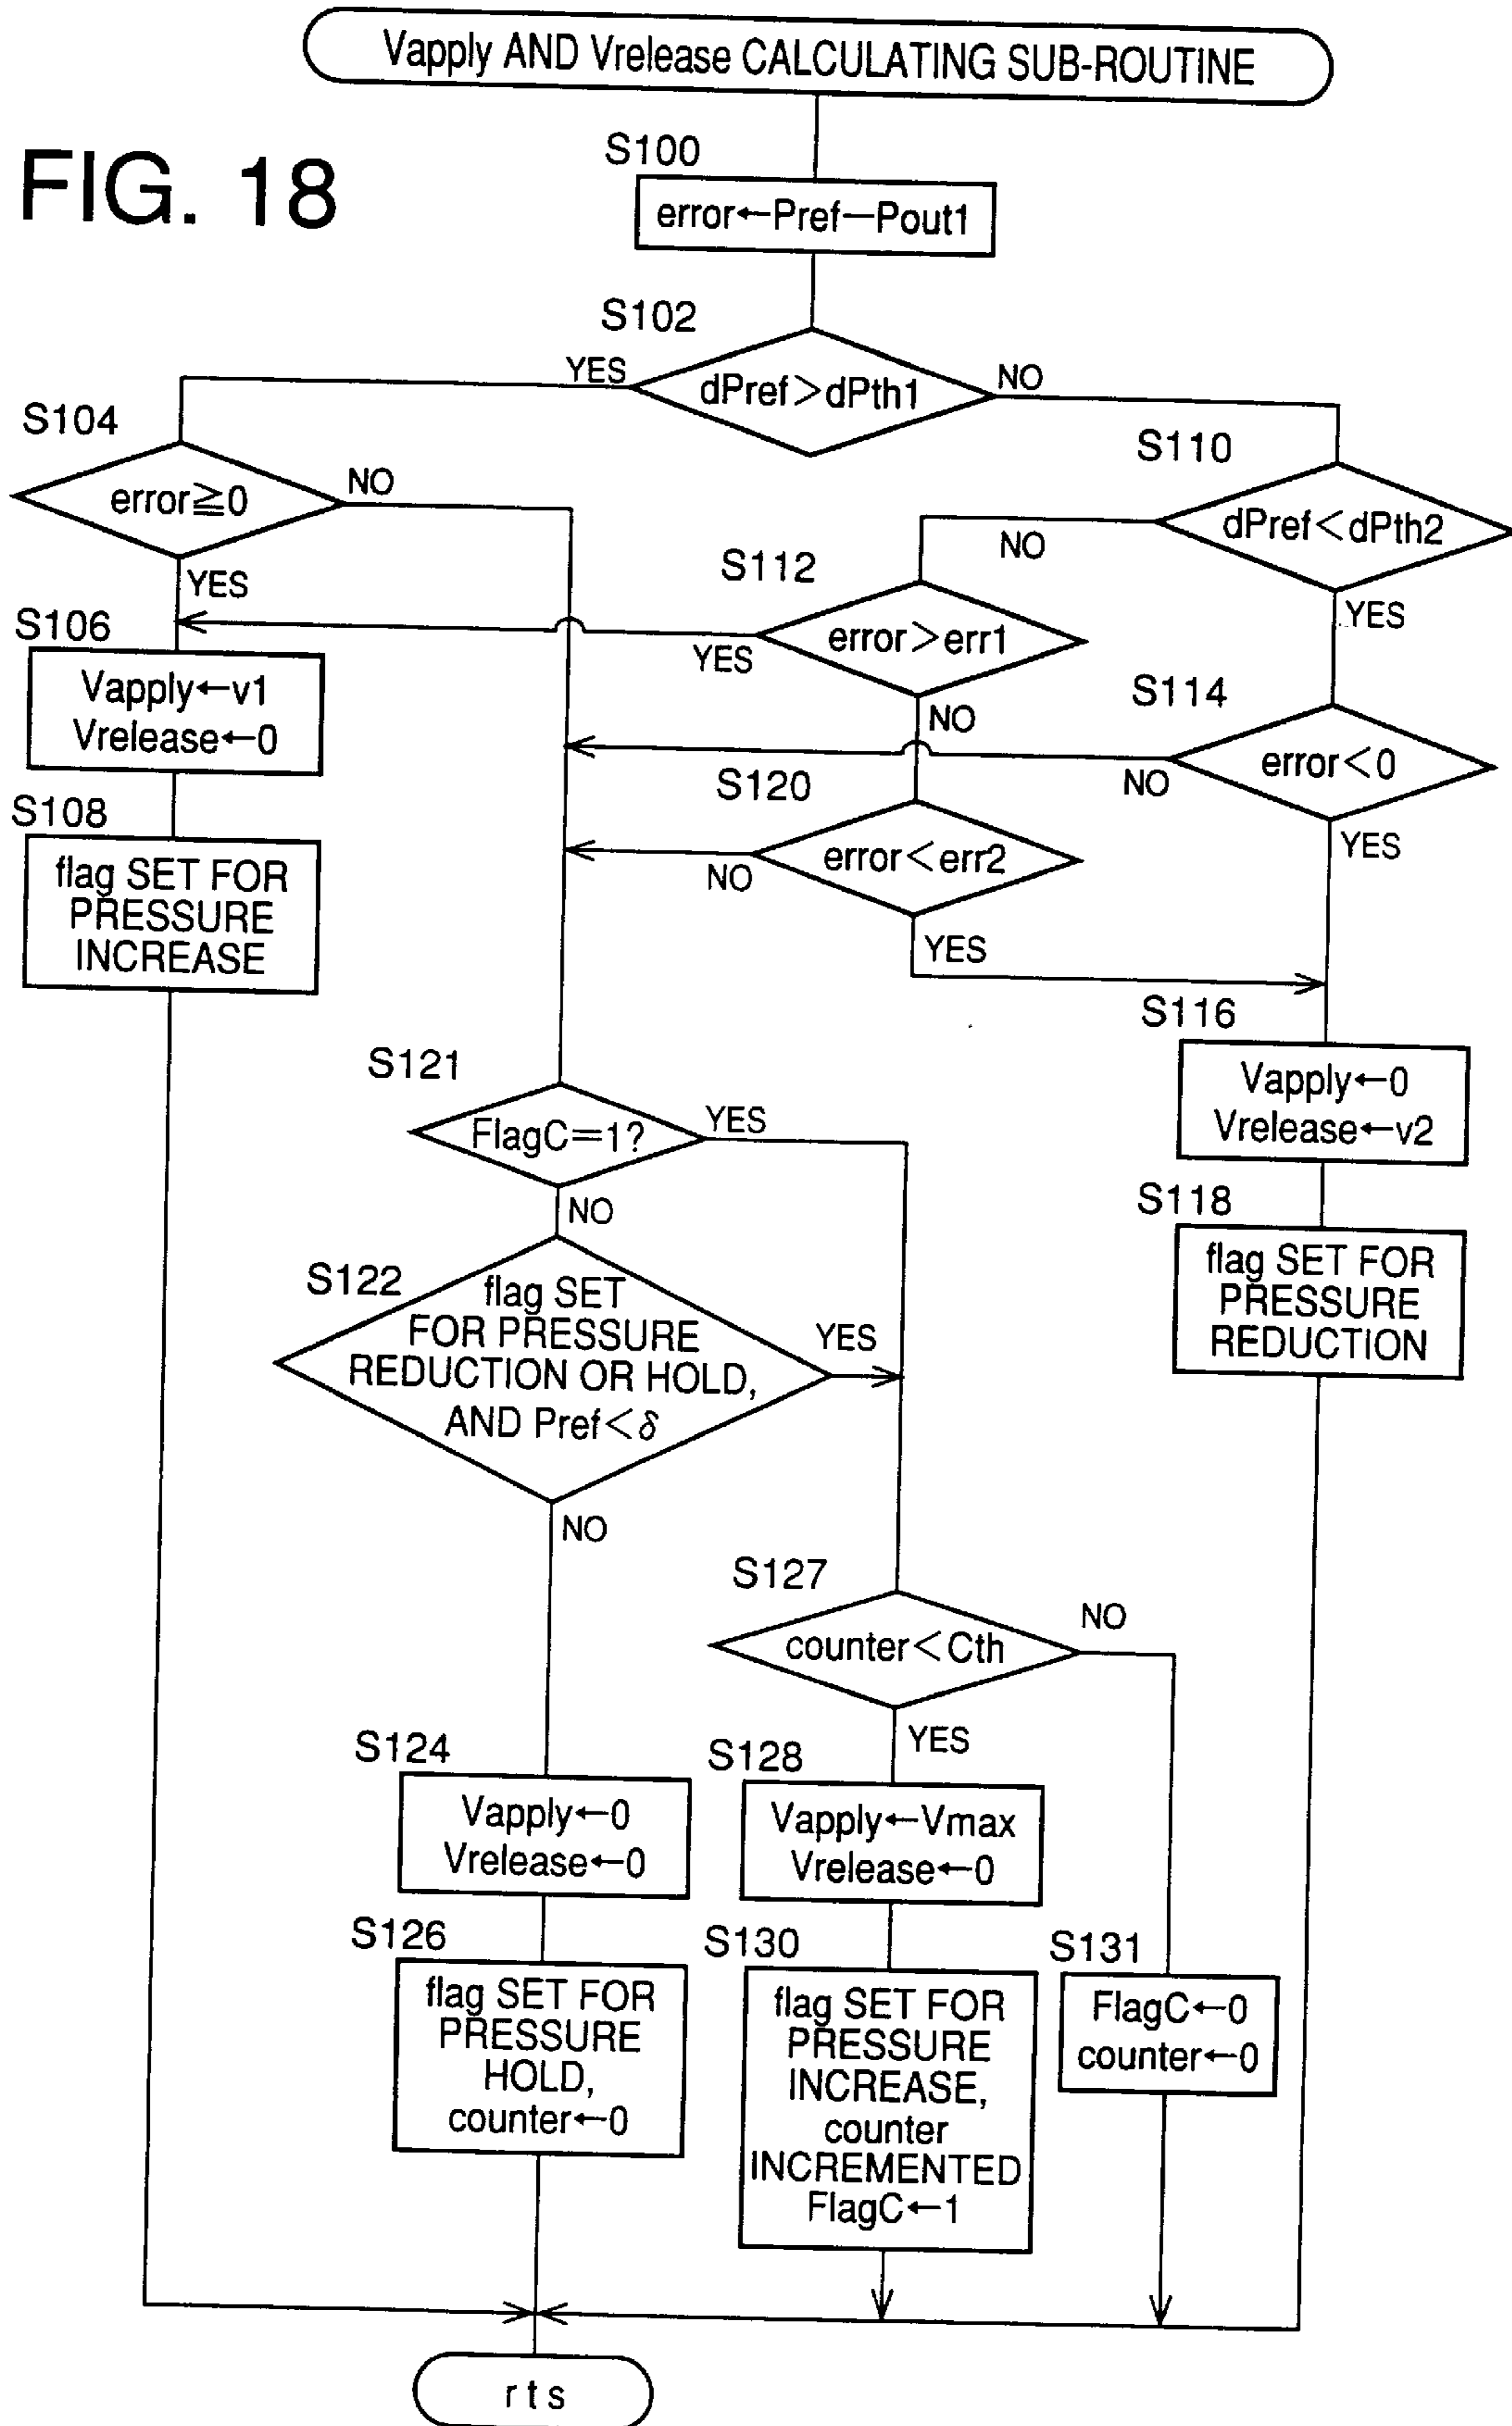 Vapply AND Vrelease CALCULATING SUB-ROUTINE
FIG. 18
S100
error←Pref—Pout1
S102
dPref>dPth1
YES
NO
S104
error≧0
NO
YES
S110
dPref<dPth2
NO
YES
S112
error>err1
YES
NO
S106
Vapply←v1
Vrelease←0
S114
error<0
NO
YES
S108
flag SET FOR
PRESSURE
INCREASE
S120
error<err2
NO
YES
S116
Vapply←0
Vrelease←v2
S121
FlagC=1?
YES
NO
S118
flag SET FOR
PRESSURE
REDUCTION
S122
flag SET
FOR PRESSURE
REDUCTION OR HOLD,
AND Pref<δ
YES
NO
S127
counter<Cth
NO
YES
S124
Vapply←0
Vrelease←0
S128
Vapply←Vmax
Vrelease←0
S126
flag SET FOR
PRESSURE
HOLD,
counter←0
S130
flag SET FOR
PRESSURE
INCREASE,
counter
INCREMENTED
FlagC←1
S131
FlagC←0
counter←0
rts